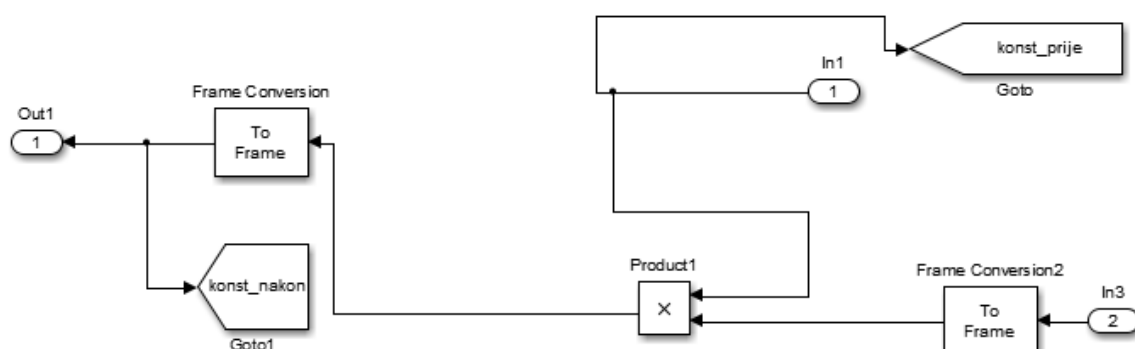 konst_prije
Goto
In1
1
Frame Conversion
To
Frame
Out1
1
konst_nakon
Goto1
Product1
×
Frame Conversion2
To
Frame
In3
2